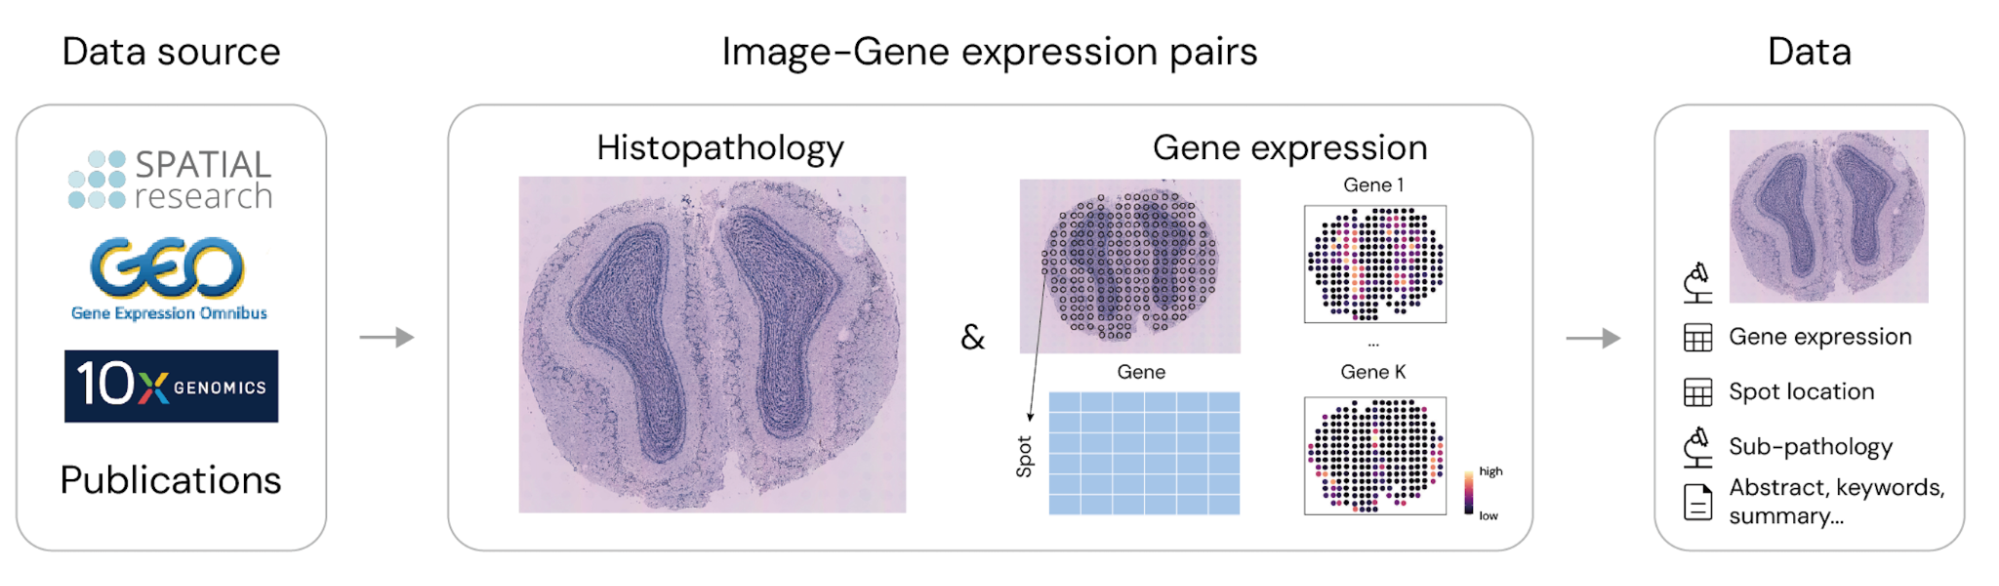 Data source
SPATIAL
research
GEO
Gene Expression Omnibus
10X GENOMICS
Publications
Image-Gene expression pairs
Histopathology
&
Gene expression
Gene
Spot
Gene 1
...
Gene K
high
low
Data
Gene expression
Spot location
Sub-pathology
Abstract, keywords,
summary...